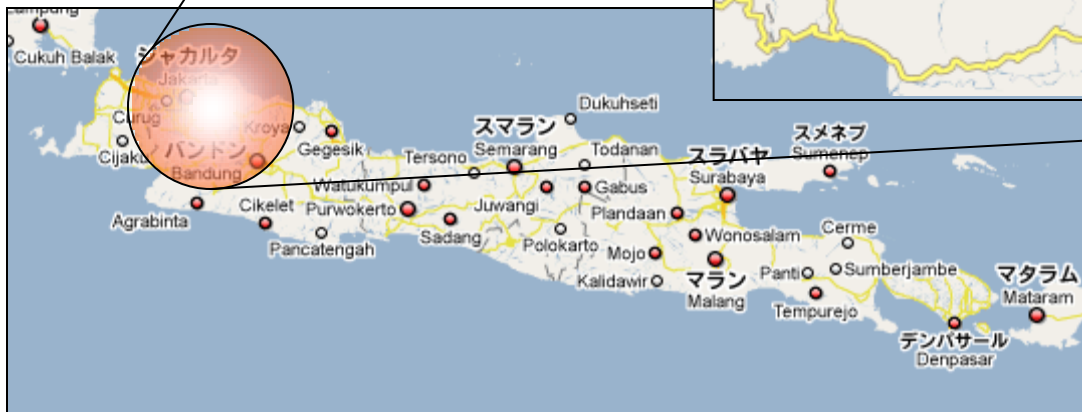 ampung
Cukuh Balak
ジャカルタ
Jakarta
Curug
Cijaku
Kroya
Gegesik
バンドン
Bandung
Agrabinta
Cikelet
Pancatengah
Dukuhseti
スマラン
Semarang
Tersono
Todanan
Watukumpul
Purwokerto
Sadang
Juwangi
Gabus
Polokarto
スラバヤ
Surabaya
スメネプ
Sumenep
Plandaan
Wonosalam
Mojo
Kalidawir
マラン
Malang
Cerme
Panti
Sumberjambe
Tempurejo
デンパサール
Denpasar
マタラム
Mataram